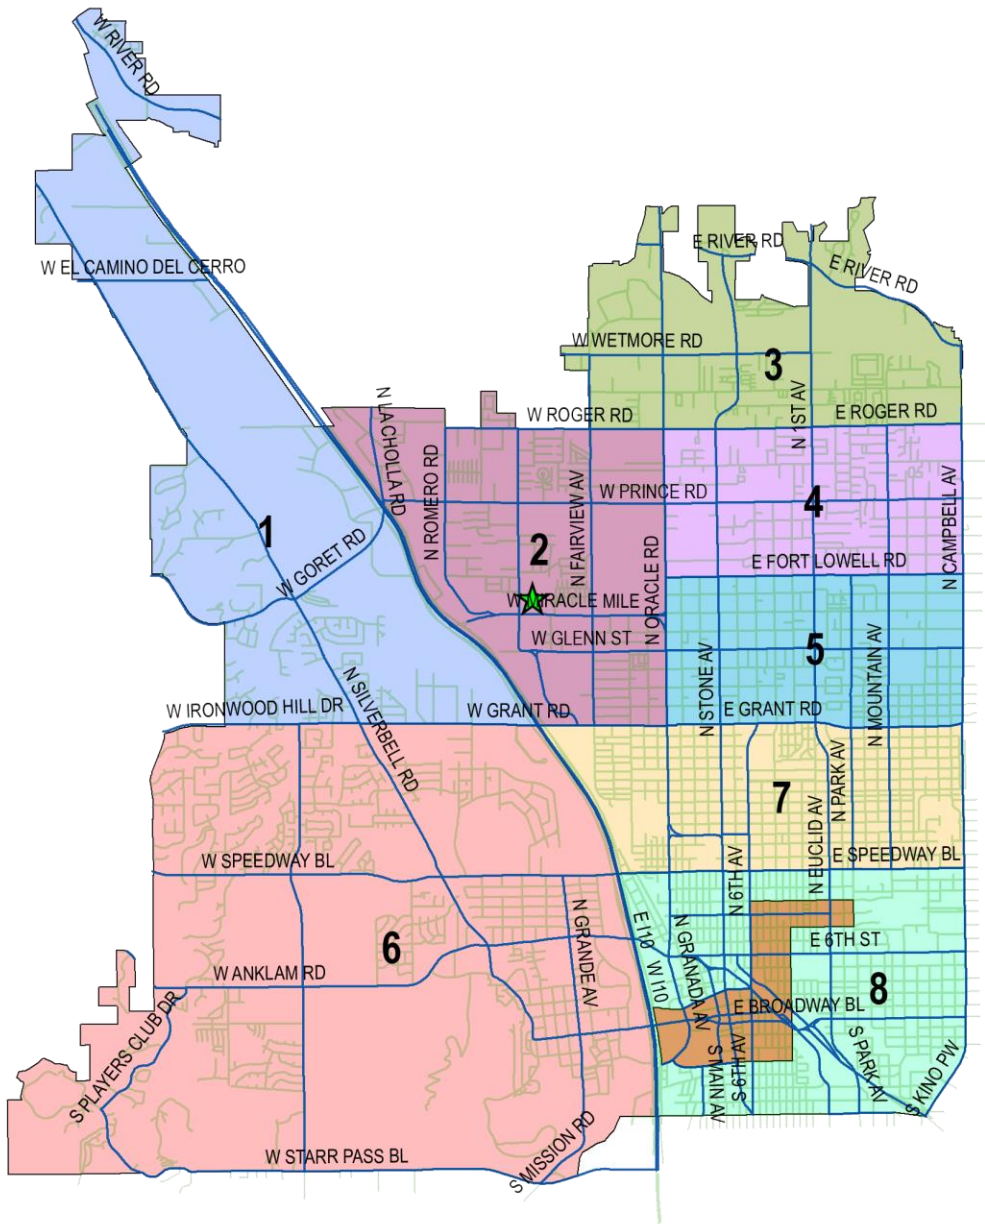 W RIVER RD
E RIVER RD
E RIVER RD
W EL CAMINO DEL CERRO
W WETMORE RD
3
N 1ST AV
N LA CHOLLA RD
W ROGER RD
E ROGER RD
N ROMERO RD
N FAIRVIEW AV
W PRINCE RD
4
N CAMPBELL AV
1
W GORET RD
2
N ORACLE RD
E FORT LOWELL RD
W MIRACLE MILE
W GLENN ST
5
N STONE AV
N MOUNTAIN AV
N SILVERBELL RD
W IRONWOOD HILL DR
W GRANT RD
E GRANT RD
7
N PARK AV
N EUCLID AV
W SPEEDWAY BL
E SPEEDWAY BL
N 6TH AV
N GRANDE AV
E I10
W I10
N GRANADA AV
E 6TH ST
6
W ANKLAM RD
8
E BROADWAY BL
S PLAYERS CLUB DR
S MAIN AV
S 6TH AV
S PARK AV
S KINO PW
W STARR PASS BL
S MISSION RD